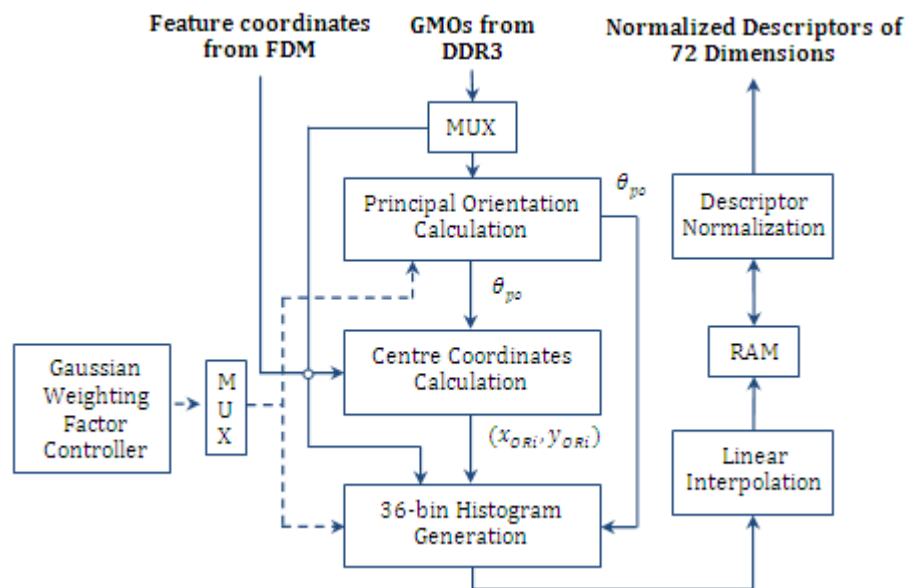 Feature coordinates
from FDM
GMOs from
DDR3
Normalized Descriptors of
72 Dimensions
MUX
θpo
Principal Orientation
Calculation
Descriptor
Normalization
θpo
Gaussian
Weighting
Factor
Controller
M
U
X
Centre Coordinates
Calculation
RAM
(xORi, yORi)
Linear
Interpolation
36-bin Histogram
Generation